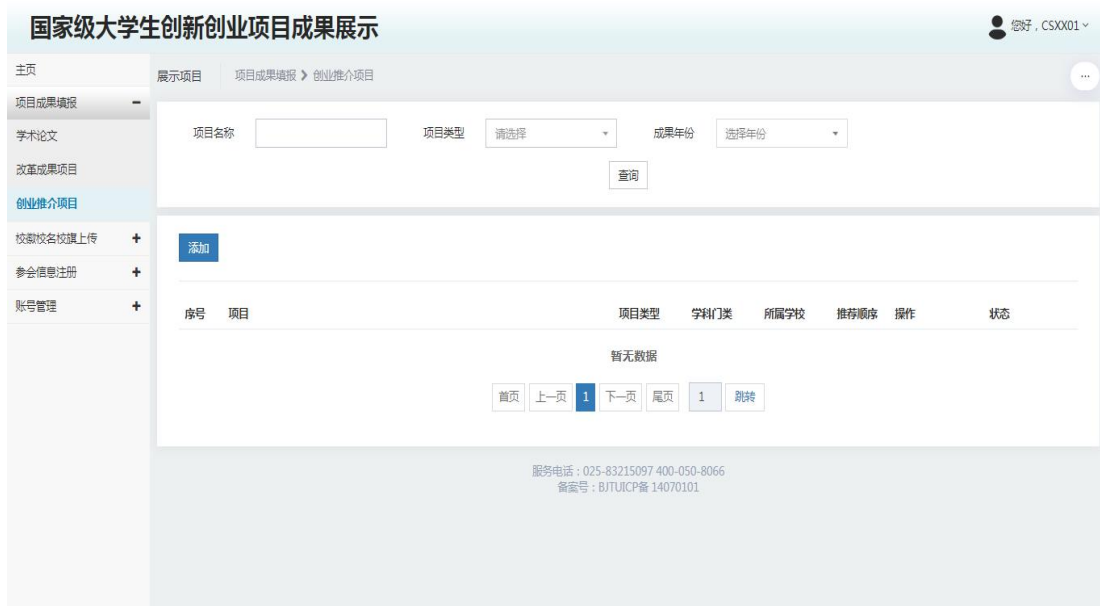 国家级大学生创新创业项目成果展示
您好，CSXX01
主页
项目成果填报
学术论文
改革成果项目
创业推介项目
校徽校名校旗上传
参会信息注册
账号管理
展示项目 项目成果填报 创业推介项目
...
项目名称 项目类型 请选择 成果年份 选择年份
查询
添加
序号 项目 项目类型 学科门类 所属学校 推荐顺序 操作 状态
暂无数据
首页 上一页 1 下一页 尾页 1 跳转
服务电话：025-83215097 400-050-8066
备案号：BJTUICP备 14070101